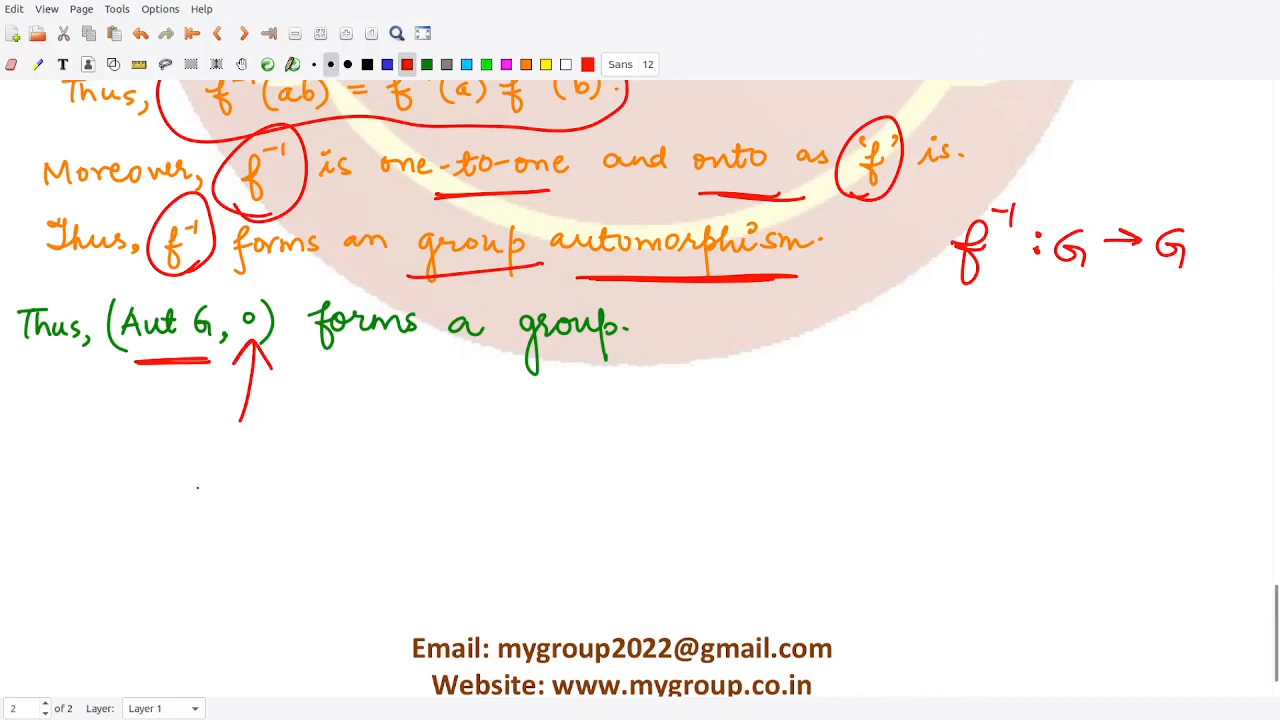 Edit View Page Tools Options Help
T Sans 12
Thus, f⁻¹(ab) = f⁻¹(a) f⁻¹(b).
Moreover, f⁻¹ is one-to-one and onto as 'f' is.
Thus, f⁻¹ forms an group automorphism.
f⁻¹ : G → G
Thus, (Aut G, ∘) forms a group.
Email: mygroup2022@gmail.com
Website: www.mygroup.co.in
2 of 2 Layer: Layer 1